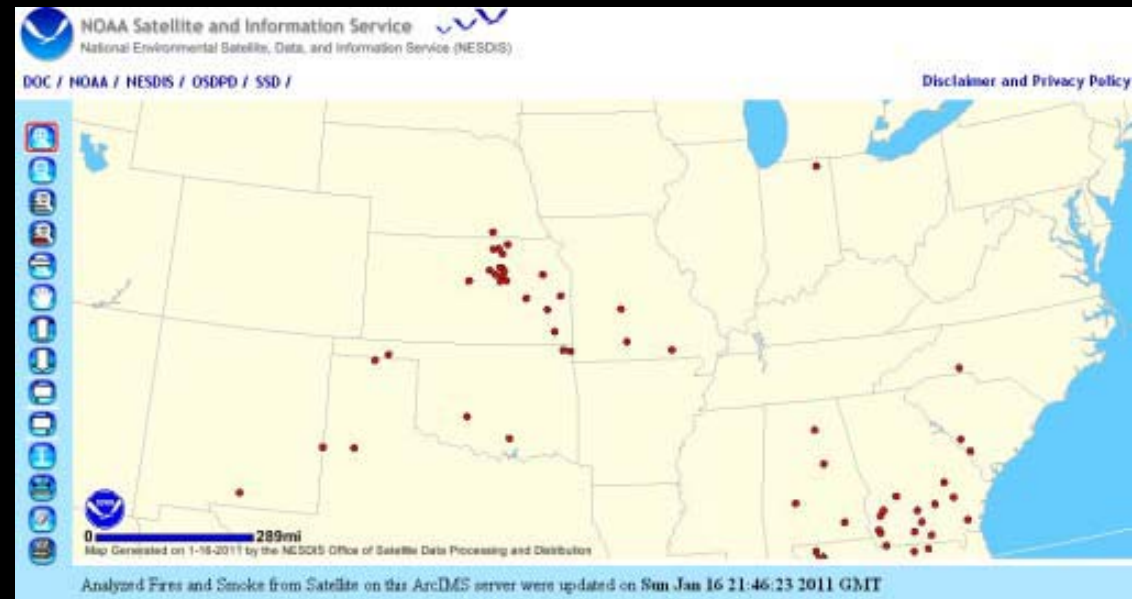 NOAA Satellite and Information Service
National Environmental Satellite, Data, and Information Service (NESDIS)
DOC / NOAA / NESDIS / OSDPD / SSD /
Disclaimer and Privacy Policy
0 289mi
Map Generated on 1-16-2011 by the NESDIS Office of Satellite Data Processing and Distribution
Analyzed Fires and Smoke from Satellite on this ArcIMS server were updated on Sun Jan 16 21:46:23 2011 GMT